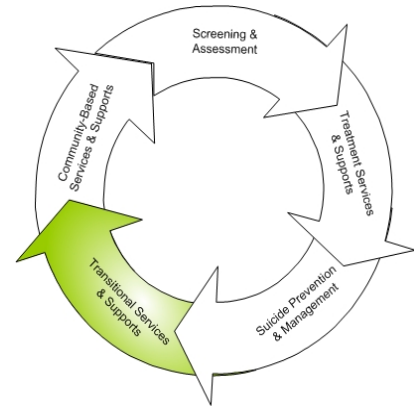 Screening &
Assessment
Treatment Services
& Supports
Suicide Prevention
& Management
Transitional Services
& Supports
Community-Based
Services & Supports